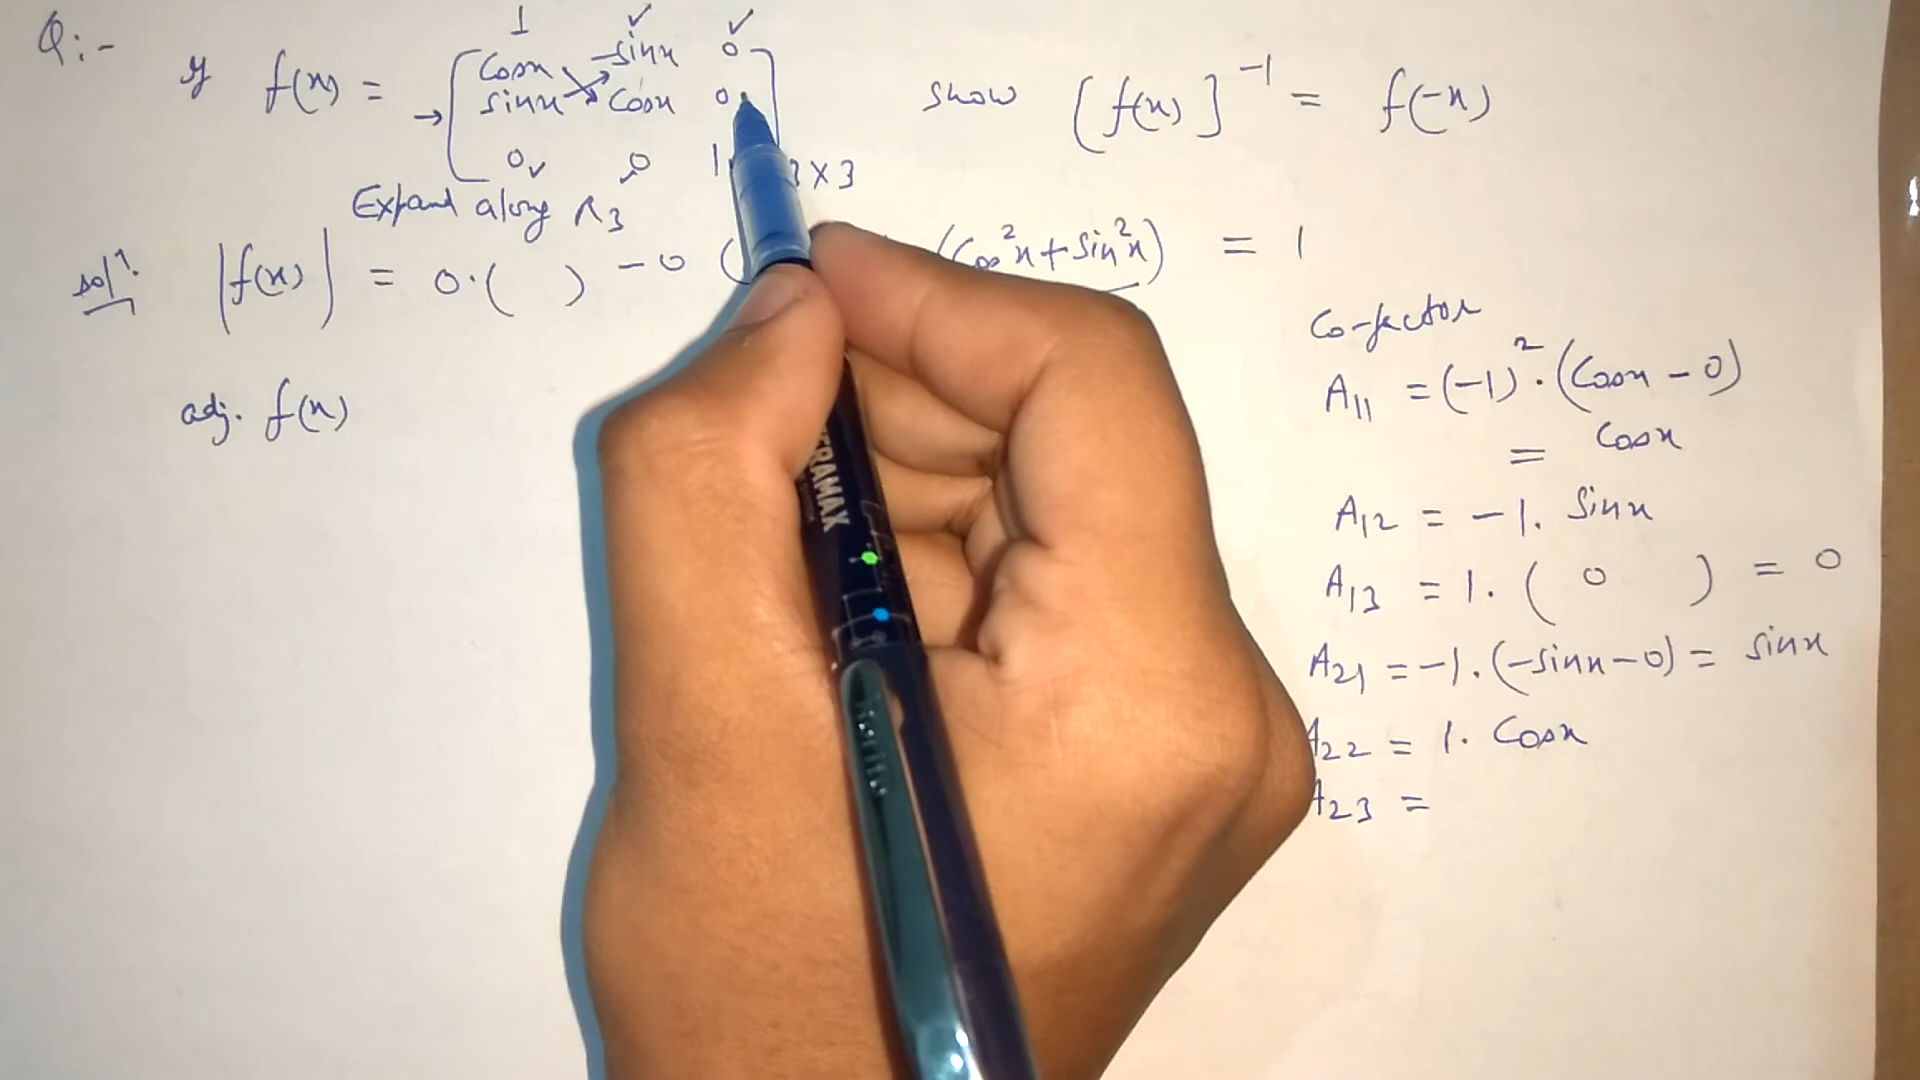 Q:-
If f(x) = [ cosx -sinx 0
sinx cosx 0
0 0 1 ] 3×3
show [f(x)]^-1 = f(-x)
Expand along R3
solⁿ. |f(x)| = 0·( ) - 0 ( (cos²x + sin²x) = 1
adj. f(x)
Co-factor
A11 = (-1)² · (cosx - 0)
= cosx
A12 = -1. sinx
A13 = 1. ( 0 ) = 0
A21 = -1. (-sinx - 0) = sinx
A22 = 1. cosx
A23 =